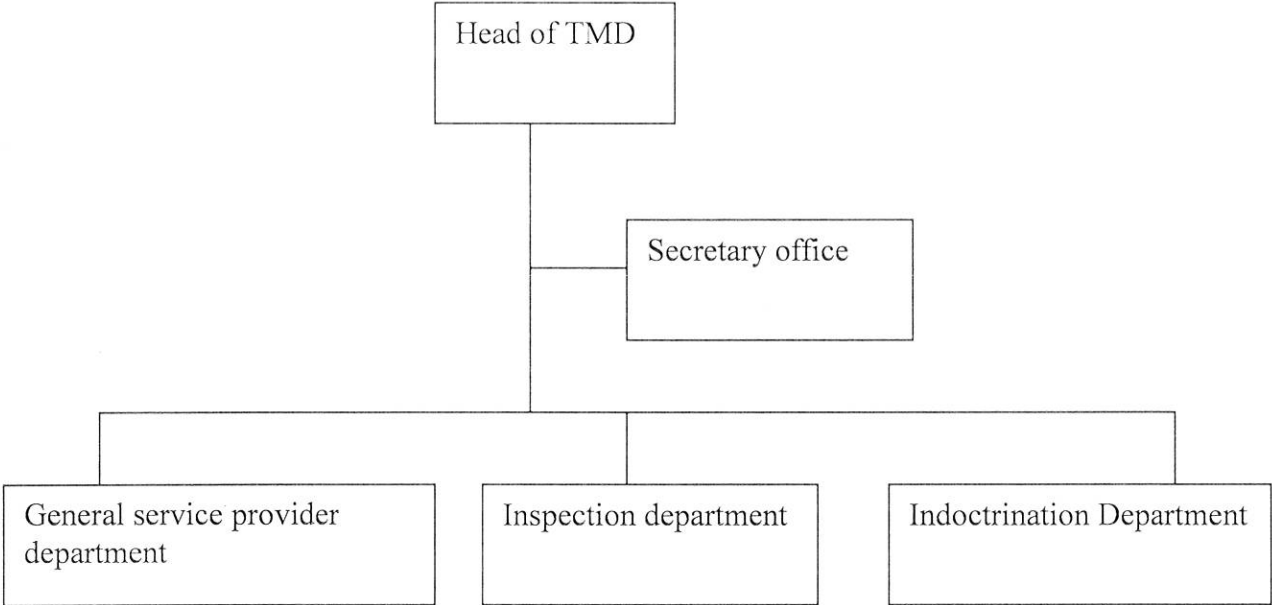 Head of TMD
Secretary office
General service provider
department
Inspection department
Indoctrination Department